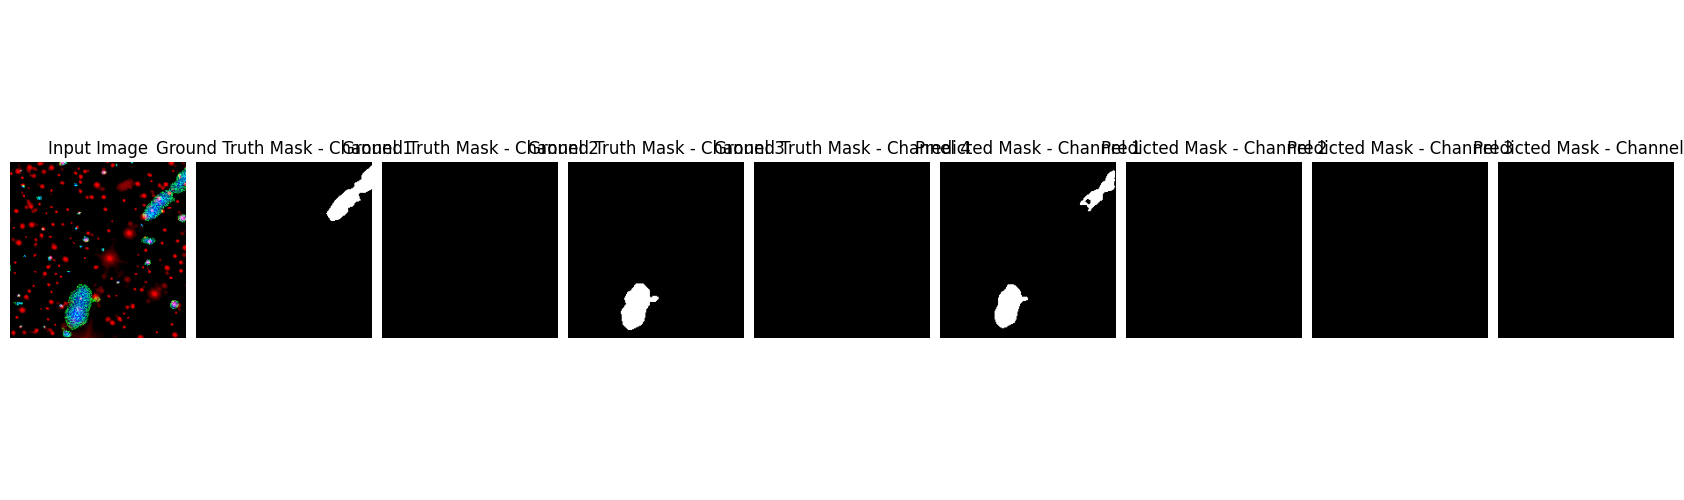 Input Image
Ground Truth Mask - Channel 1
Ground Truth Mask - Channel 2
Ground Truth Mask - Channel 3
Ground Truth Mask - Channel 4
Predicted Mask - Channel 1
Predicted Mask - Channel 2
Predicted Mask - Channel 3
Predicted Mask - Channel